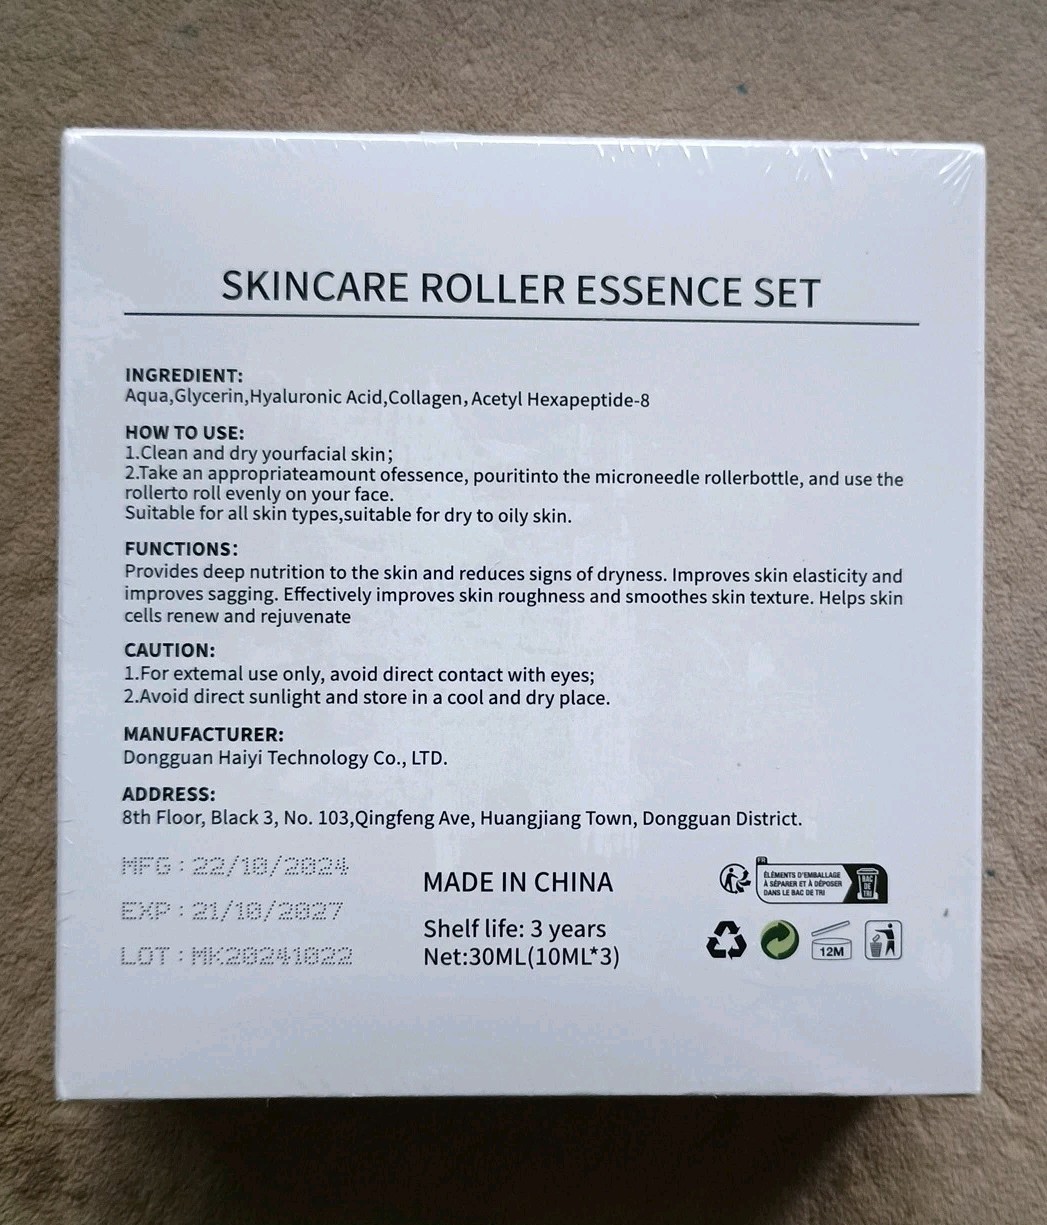 SKINCARE ROLLER ESSENCE SET
INGREDIENT:
Aqua,Glycerin,Hyaluronic Acid,Collagen,Acetyl Hexapeptide-8
HOW TO USE:
1.Clean and dry yourfacial skin;
2.Take an appropriateamount ofessence, pouritinto the microneedle rollerbottle, and use the
rollerto roll evenly on your face.
Suitable for all skin types,suitable for dry to oily skin.
FUNCTIONS:
Provides deep nutrition to the skin and reduces signs of dryness. Improves skin elasticity and
improves sagging. Effectively improves skin roughness and smoothes skin texture. Helps skin
cells renew and rejuvenate
CAUTION:
1.For extemal use only, avoid direct contact with eyes;
2.Avoid direct sunlight and store in a cool and dry place.
MANUFACTURER:
Dongguan Haiyi Technology Co., LTD.
ADDRESS:
8th Floor, Black 3, No. 103,Qingfeng Ave, Huangjiang Town, Dongguan District.
MFG : 22/10/2024
EXP : 21/10/2027
LOT : MK20241022
MADE IN CHINA
Shelf life: 3 years
Net:30ML(10ML*3)
FR
ÉLÉMENTS D'EMBALLAGE
À SÉPARER ET À DÉPOSER
DANS LE BAC DE TRI
BAC
DE
TRI
12M